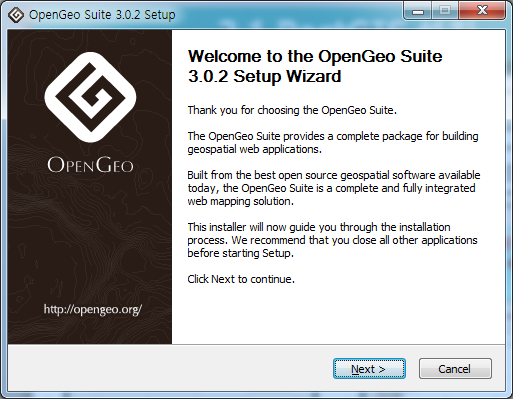 OpenGeo Suite 3.0.2 Setup
Welcome to the OpenGeo Suite
3.0.2 Setup Wizard
Thank you for choosing the OpenGeo Suite.
The OpenGeo Suite provides a complete package for building
geospatial web applications.
Built from the best open source geospatial software available
today, the OpenGeo Suite is a complete and fully integrated
web mapping solution.
This installer will now guide you through the installation
process. We recommend that you close all other applications
before starting Setup.
Click Next to continue.
OPENGEO
http://opengeo.org/
Next >
Cancel